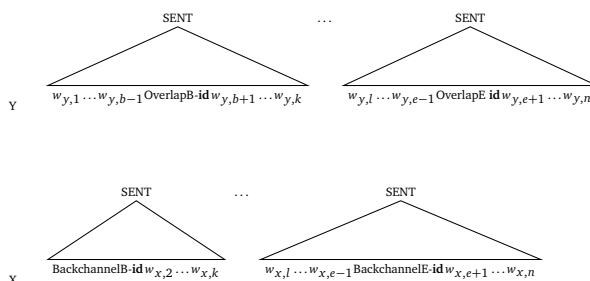 SENT … SENT
Y w_{y,1} … w_{y,b−1} OverlapB-id w_{y,b+1} … w_{y,k} w_{y,l} … w_{y,e−1} OverlapE id w_{y,e+1} … w_{y,n}
SENT … SENT
X BackchannelB-id w_{x,2} … w_{x,k} w_{x,l} … w_{x,e−1} BackchannelE-id w_{x,e+1} … w_{x,n}